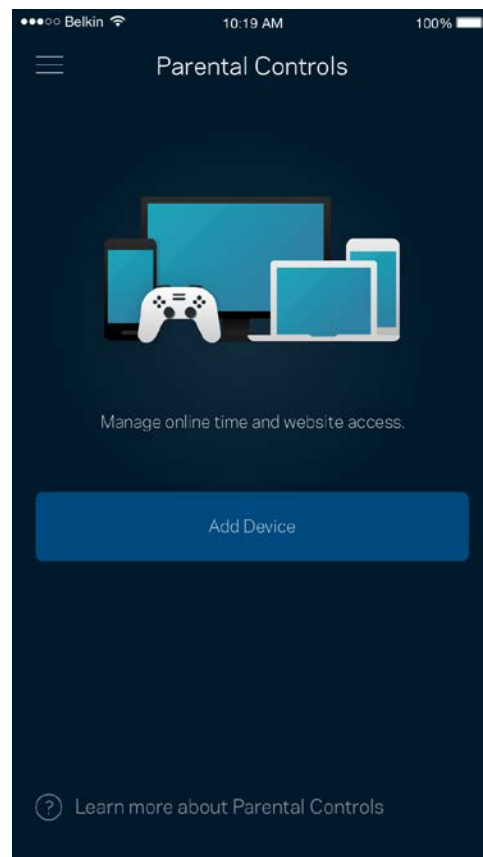 ●●●○○ Belkin 10:19 AM 100%
Parental Controls
Manage online time and website access.
Add Device
? Learn more about Parental Controls